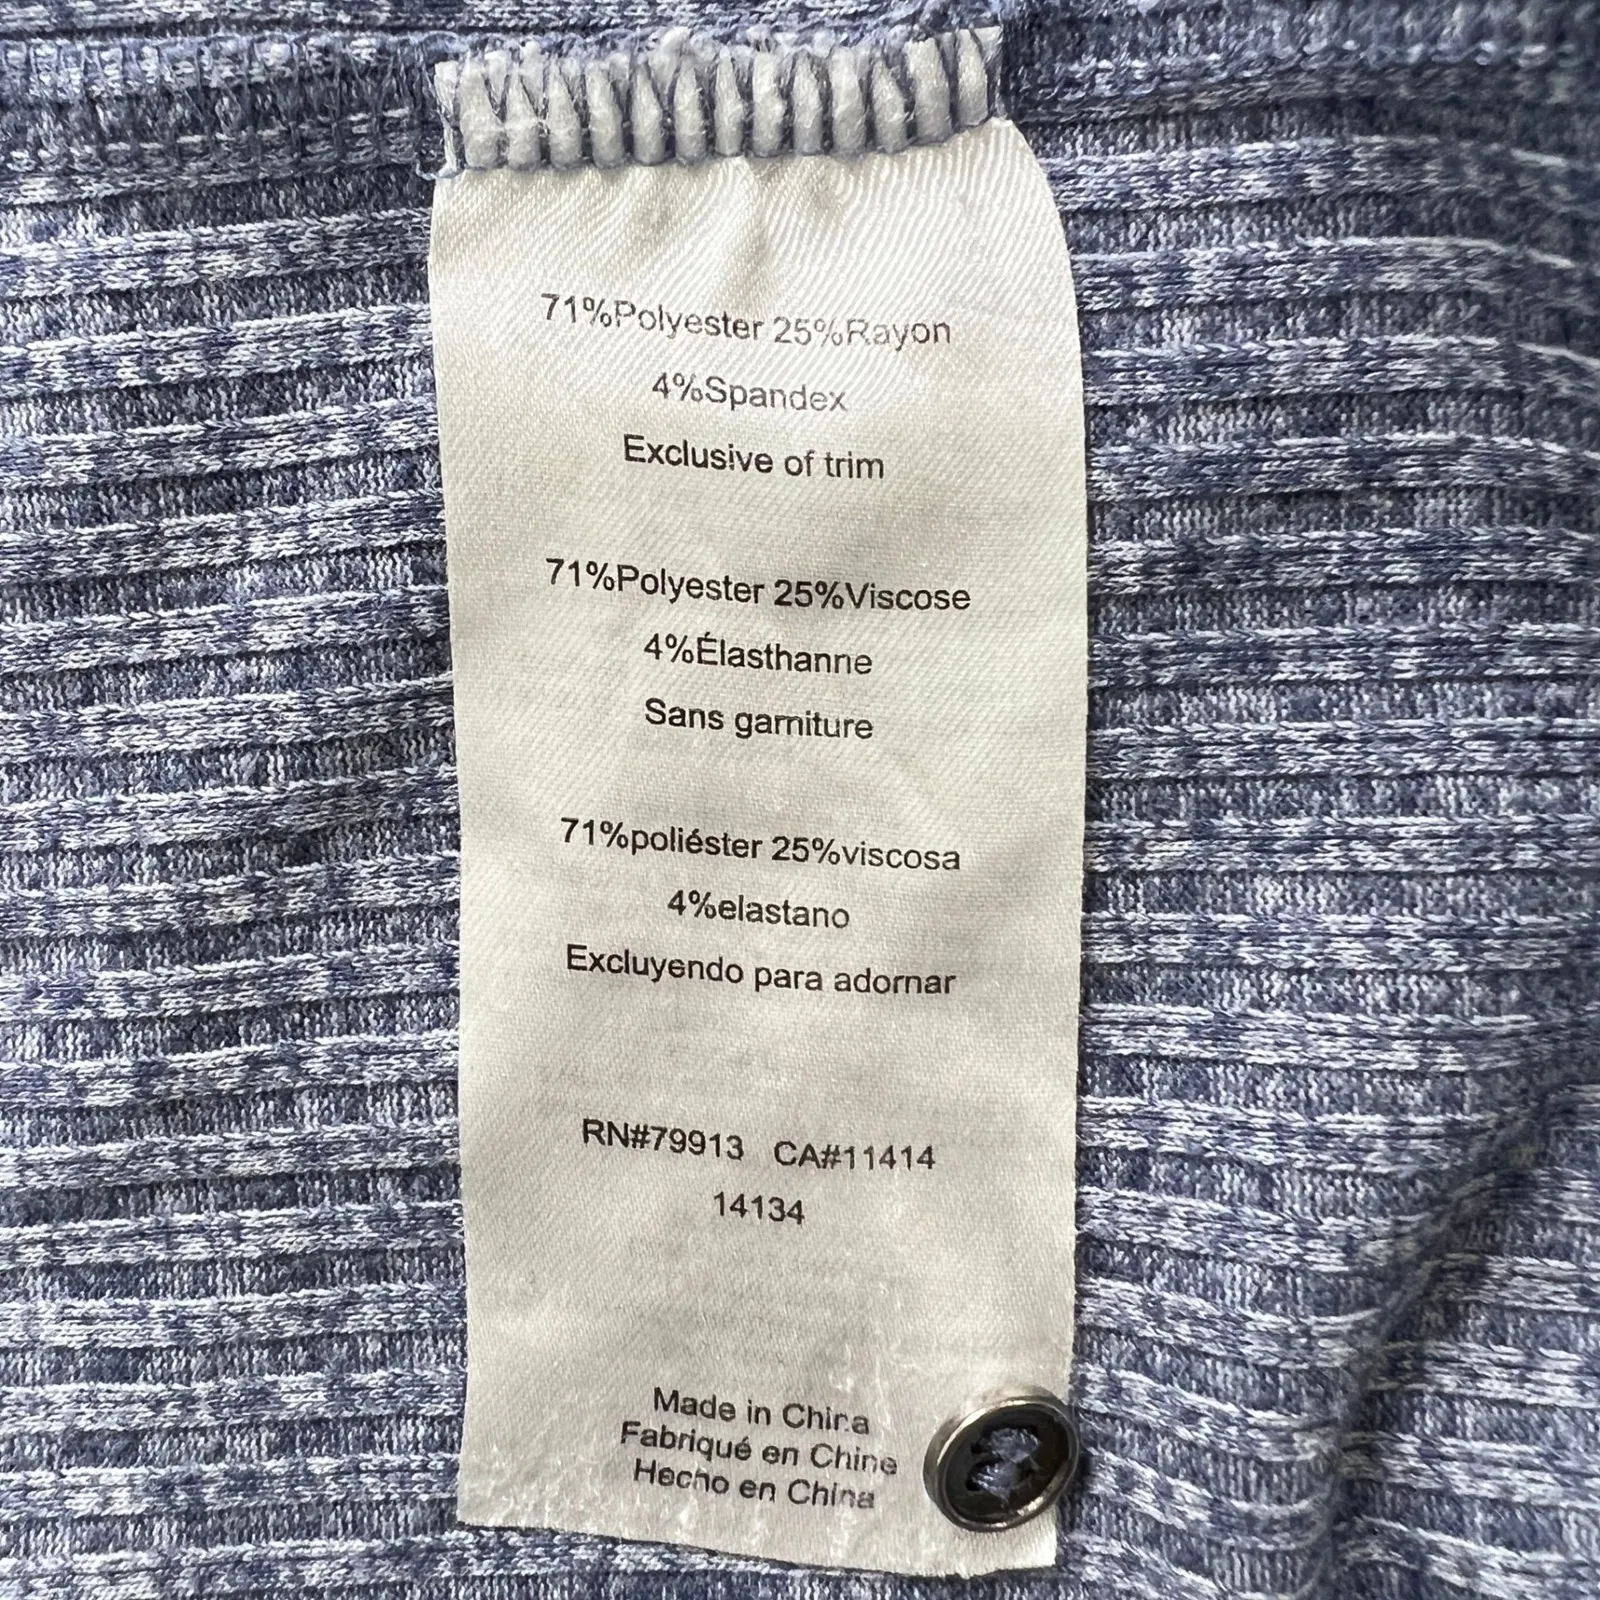 71%Polyester 25%Rayon
4%Spandex
Exclusive of trim
71%Polyester 25%Viscose
4%Élasthanne
Sans garniture
71%poliéster 25%viscosa
4%elastano
Excluyendo para adornar
RN#79913 CA#11414
14134
Made in China
Fabriqué en Chine
Hecho en China